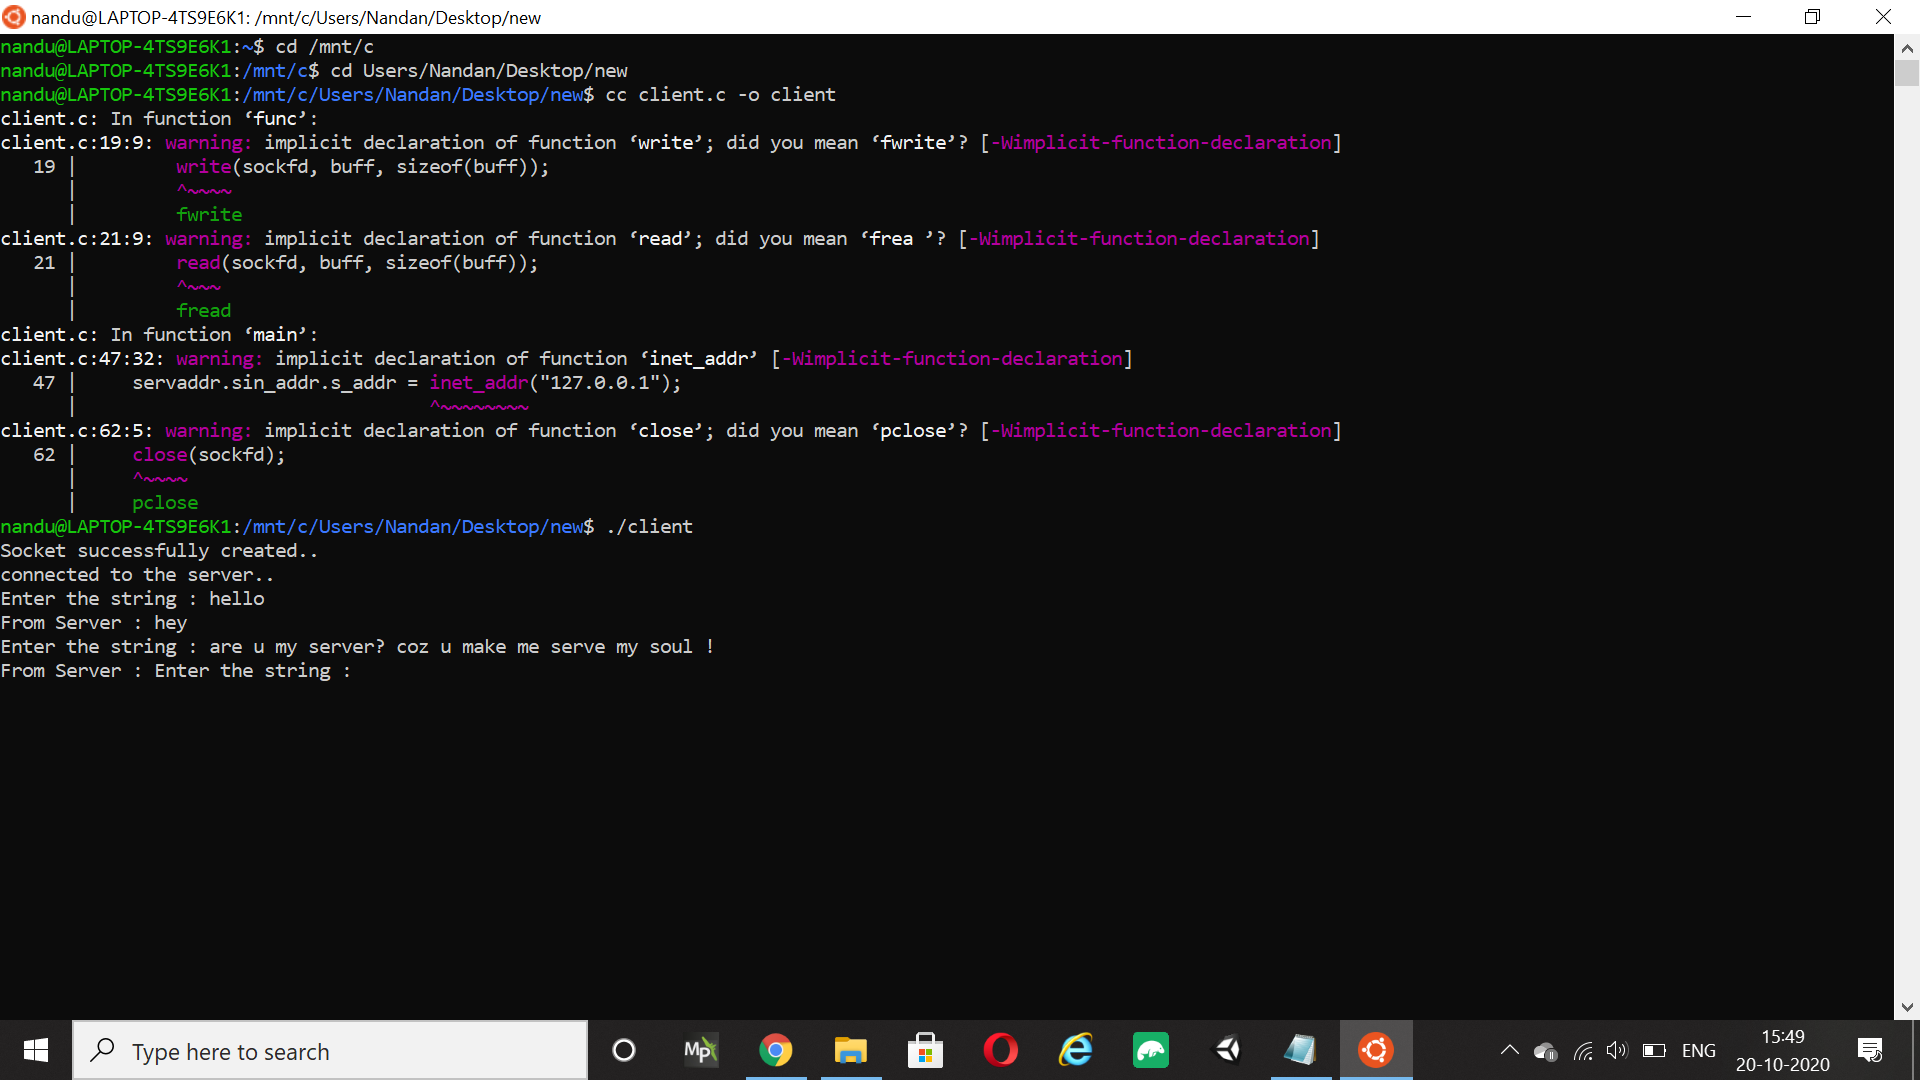 nandu@LAPTOP-4TS9E6K1: /mnt/c/Users/Nandan/Desktop/new
nandu@LAPTOP-4TS9E6K1:~$ cd /mnt/c
nandu@LAPTOP-4TS9E6K1:/mnt/c$ cd Users/Nandan/Desktop/new
nandu@LAPTOP-4TS9E6K1:/mnt/c/Users/Nandan/Desktop/new$ cc client.c -o client
client.c: In function ‘func’:
client.c:19:9: warning: implicit declaration of function ‘write’; did you mean ‘fwrite’? [-Wimplicit-function-declaration]
   19 |         write(sockfd, buff, sizeof(buff));
      |         ^~~~~
      |         fwrite
client.c:21:9: warning: implicit declaration of function ‘read’; did you mean ‘frea ’? [-Wimplicit-function-declaration]
   21 |         read(sockfd, buff, sizeof(buff));
      |         ^~~~
      |         fread
client.c: In function ‘main’:
client.c:47:32: warning: implicit declaration of function ‘inet_addr’ [-Wimplicit-function-declaration]
   47 |     servaddr.sin_addr.s_addr = inet_addr("127.0.0.1");
      |                                ^~~~~~~~~
client.c:62:5: warning: implicit declaration of function ‘close’; did you mean ‘pclose’? [-Wimplicit-function-declaration]
   62 |     close(sockfd);
      |     ^~~~~
      |     pclose
nandu@LAPTOP-4TS9E6K1:/mnt/c/Users/Nandan/Desktop/new$ ./client
Socket successfully created..
connected to the server..
Enter the string : hello
From Server : hey
Enter the string : are u my server? coz u make me serve my soul !
From Server : Enter the string :
Type here to search
Mp
ENG
15:49
20-10-2020